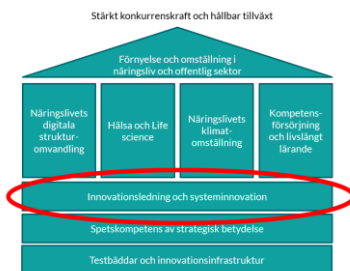 Stärkt konkurrenskraft och hållbar tillväxt
Förnyelse och omställning i
näringsliv och offentlig sektor
Näringslivets
digitala
struktur-
omvandling
Hälsa och Life
science
Näringslivets
klimat-
omställning
Kompetens-
försörjning
och livslångt
lärande
Innovationsledning och systeminnovation
Spetskompetens av strategisk betydelse
Testbäddar och innovationsinfrastruktur